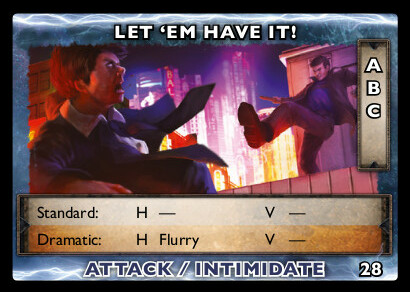 LET ‘EM HAVE IT!
A
B
C
Standard: H — V —
Dramatic: H Flurry V —
ATTACK / INTIMIDATE 28